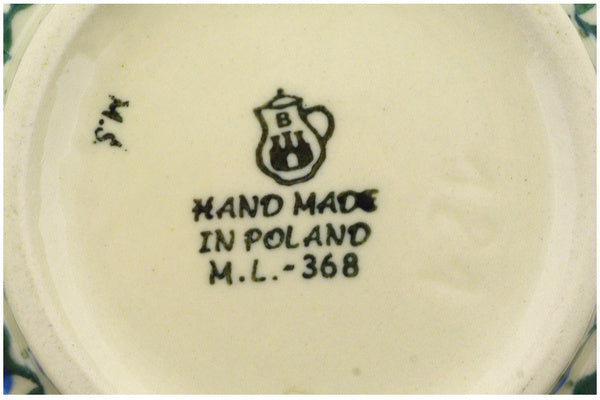 M.S.
B
HAND MADE
IN POLAND
M.L.-368